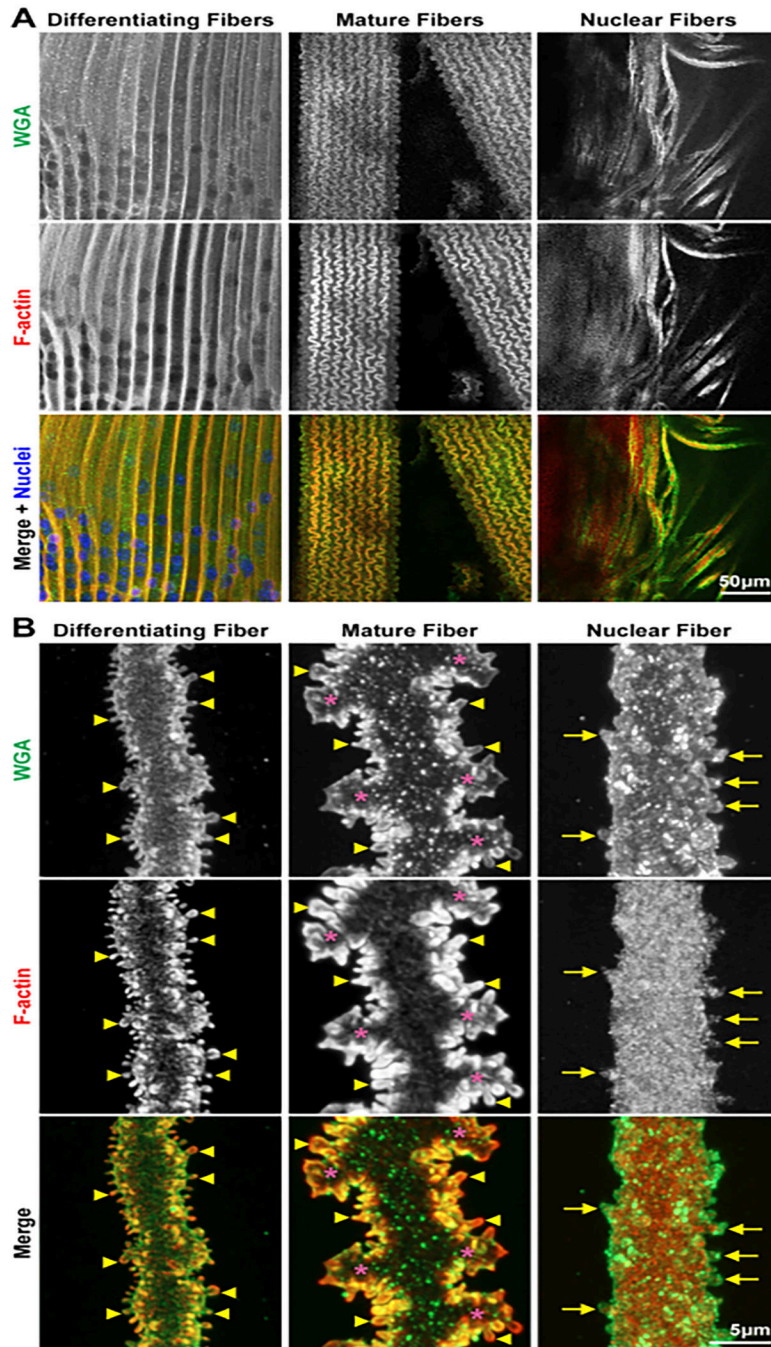 A
Differentiating Fibers Mature Fibers Nuclear Fibers
WGA
F-actin
Merge + Nuclei
50µm
B
Differentiating Fiber Mature Fiber Nuclear Fiber
WGA
F-actin
Merge
5µm